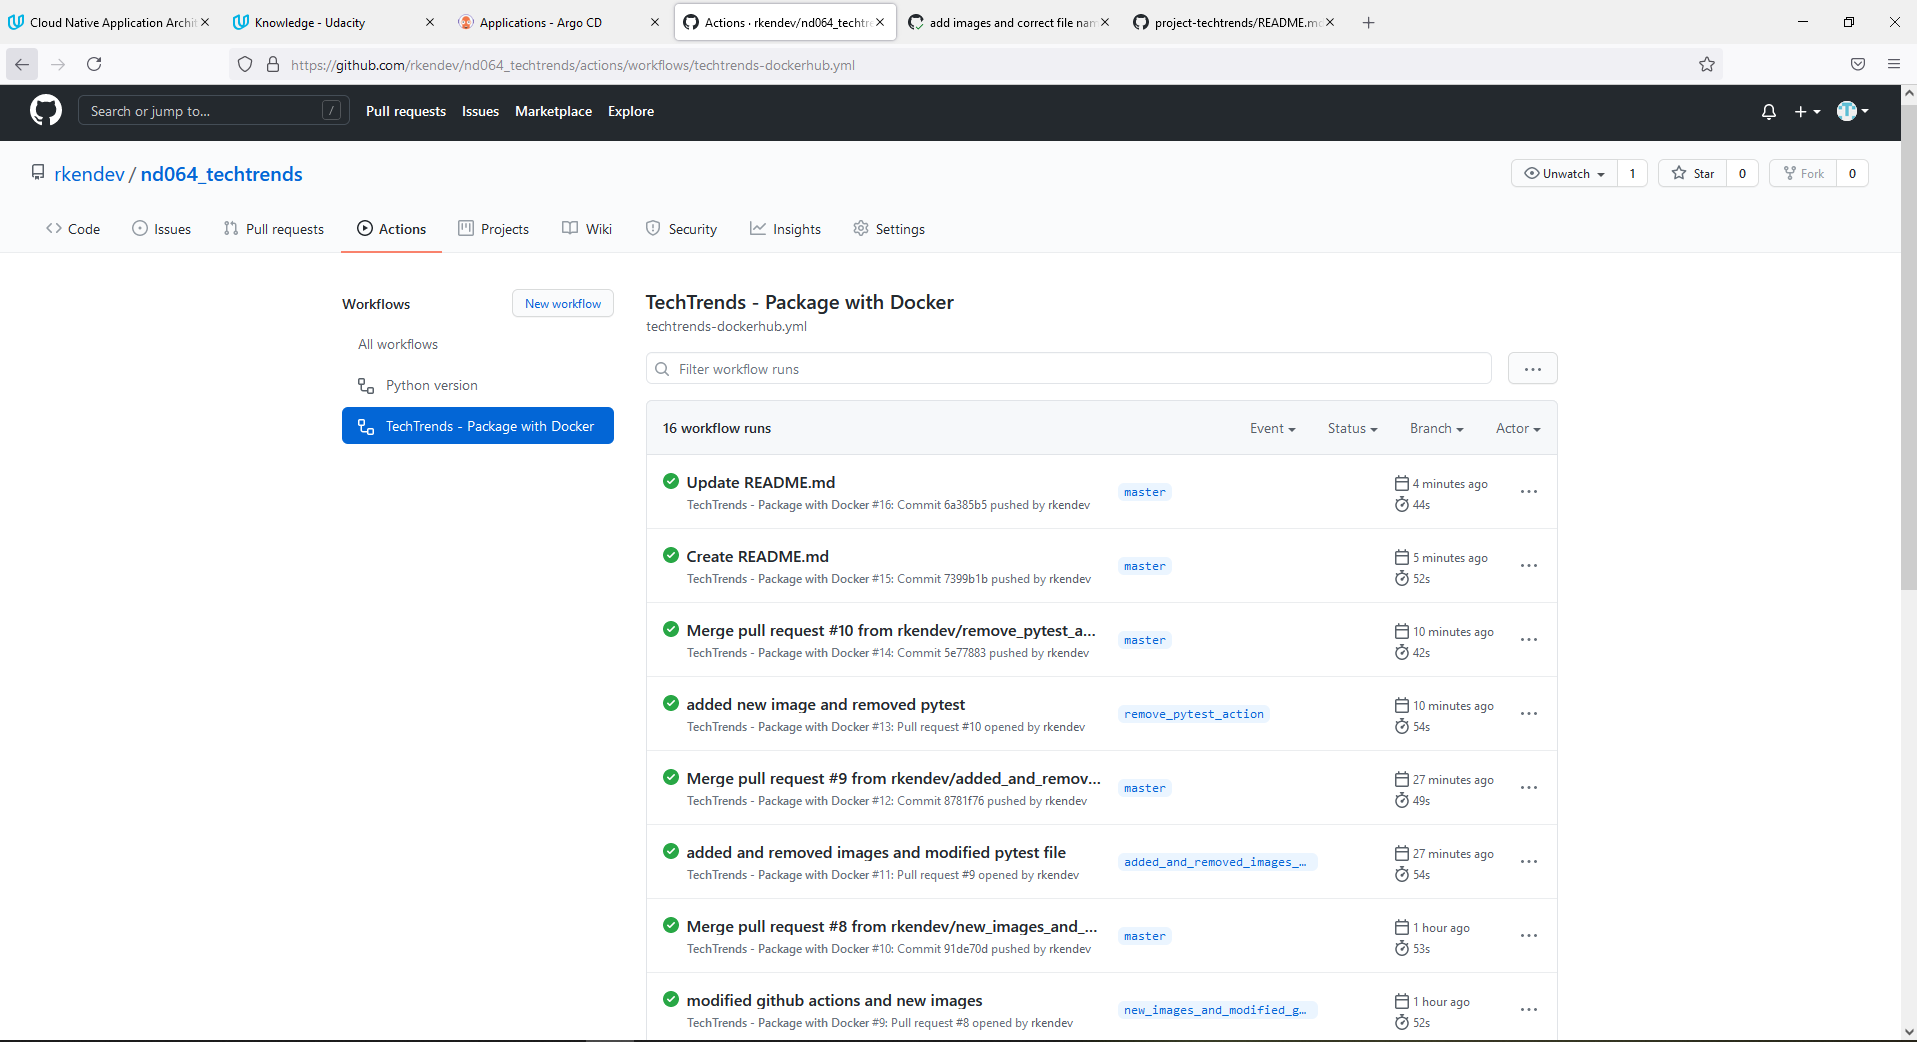 Cloud Native Application Archit
Knowledge - Udacity
Applications - Argo CD
Actions · rkendev/nd064_techtre
add images and correct file nam
project-techtrends/README.md
https://github.com/rkendev/nd064_techtrends/actions/workflows/techtrends-dockerhub.yml
Search or jump to...
/
Pull requests
Issues
Marketplace
Explore
rkendev / nd064_techtrends
Unwatch
1
Star
0
Fork
0
Code
Issues
Pull requests
Actions
Projects
Wiki
Security
Insights
Settings
Workflows
New workflow
All workflows
Python version
TechTrends - Package with Docker
TechTrends - Package with Docker
techtrends-dockerhub.yml
Filter workflow runs
16 workflow runs
Event
Status
Branch
Actor
Update README.md
TechTrends - Package with Docker #16: Commit 6a385b5 pushed by rkendev
master
4 minutes ago
44s
Create README.md
TechTrends - Package with Docker #15: Commit 7399b1b pushed by rkendev
master
5 minutes ago
52s
Merge pull request #10 from rkendev/remove_pytest_a...
TechTrends - Package with Docker #14: Commit 5e77883 pushed by rkendev
master
10 minutes ago
42s
added new image and removed pytest
TechTrends - Package with Docker #13: Pull request #10 opened by rkendev
remove_pytest_action
10 minutes ago
54s
Merge pull request #9 from rkendev/added_and_remov...
TechTrends - Package with Docker #12: Commit 8781f76 pushed by rkendev
master
27 minutes ago
49s
added and removed images and modified pytest file
TechTrends - Package with Docker #11: Pull request #9 opened by rkendev
added_and_removed_images_...
27 minutes ago
54s
Merge pull request #8 from rkendev/new_images_and_...
TechTrends - Package with Docker #10: Commit 91de70d pushed by rkendev
master
1 hour ago
53s
modified github actions and new images
TechTrends - Package with Docker #9: Pull request #8 opened by rkendev
new_images_and_modified_g...
1 hour ago
52s